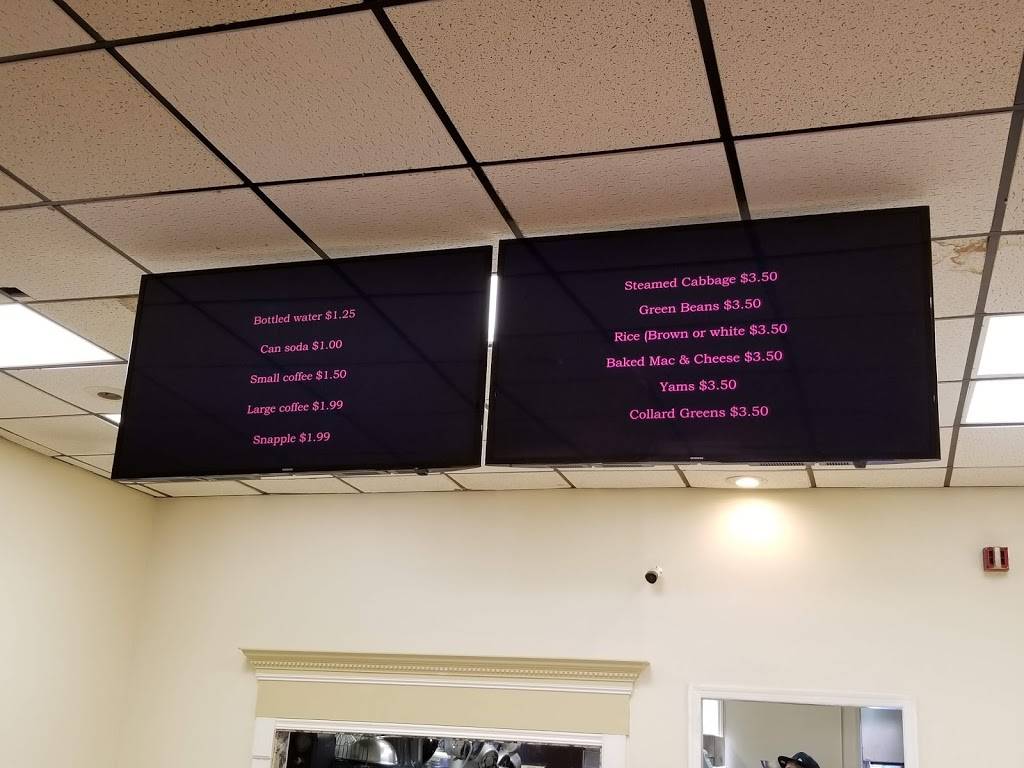 Bottled water $1.25
Can soda $1.00
Small coffee $1.50
Large coffee $1.99
Snapple $1.99
Steamed Cabbage $3.50
Green Beans $3.50
Rice (Brown or white $3.50
Baked Mac & Cheese $3.50
Yams $3.50
Collard Greens $3.50